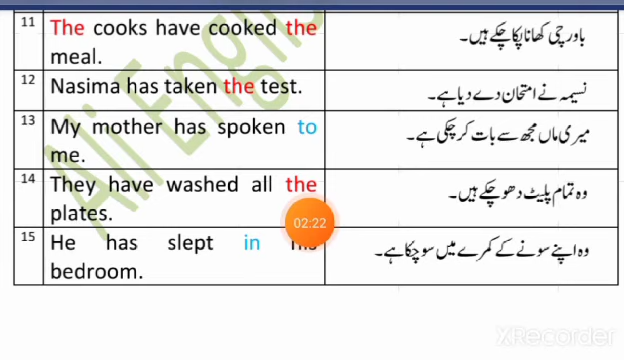 11 The cooks have cooked the
meal.
باورچی کھانا پکا چکے ہیں۔
12 Nasima has taken the test.
نسیمہ نے امتحان دے دیا ہے۔
13 My mother has spoken to
me.
میری ماں مجھ سے بات کر چکی ہے۔
14 They have washed all the
plates.
وہ تمام پلیٹ دھو چکے ہیں۔
15 He has slept in his
bedroom.
وہ اپنے سونے کے کمرے میں سو چکا ہے۔
Ali Engli
02:22
XRecorder